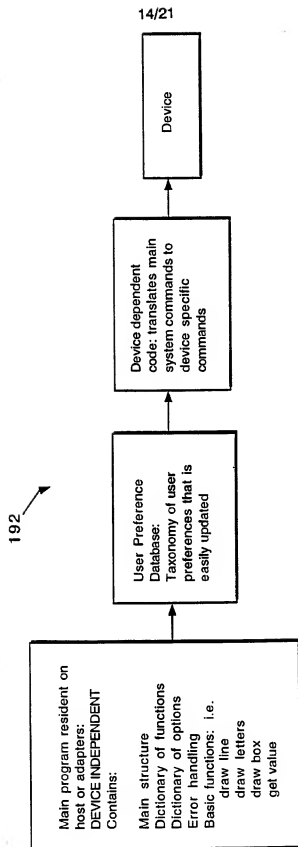 14/21
192
Main program resident on
host or adapters:
DEVICE INDEPENDENT
Contains:
Main structure
Dictionary of functions
Dictionary of options
Error handling
Basic functions: i.e.
draw line
draw letters
draw box
get value
User Preference
Database:
Taxonomy of user
preferences that is
easily updated
Device dependent
code: translates main
system commands to
device specific
commands
Device